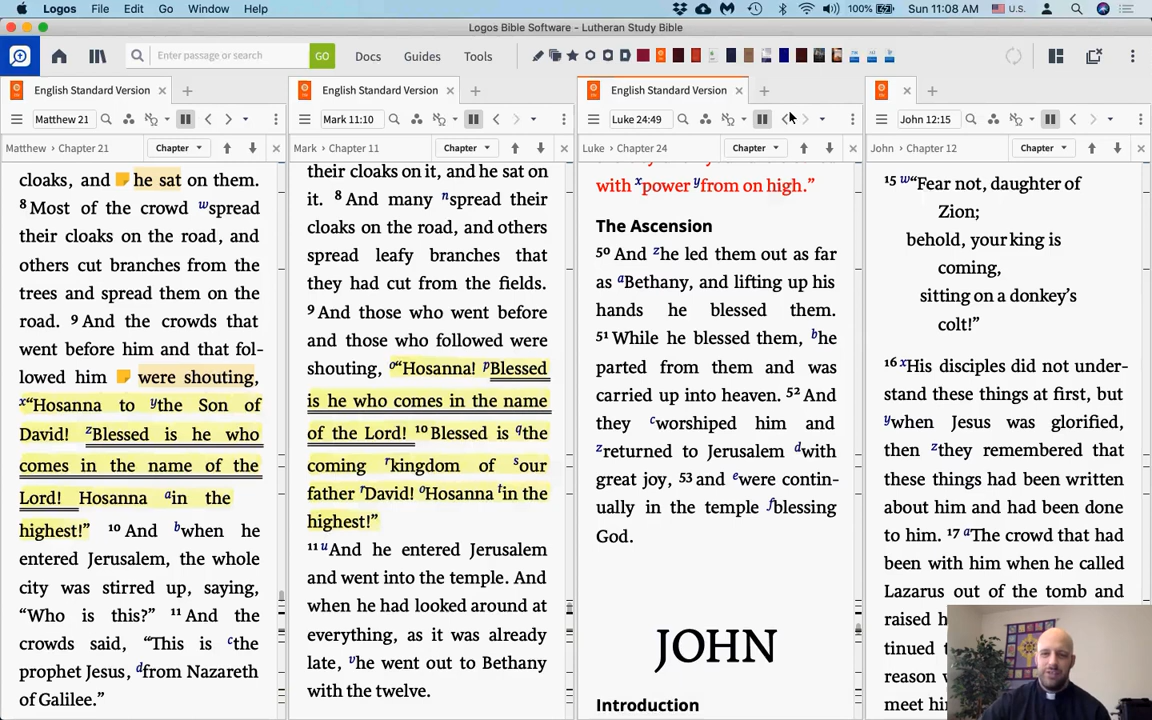 Logos File Edit Go Window Help 100% Sun 11:08 AM U.S.
Logos Bible Software - Lutheran Study Bible
Enter passage or search GO Docs Guides Tools
English Standard Version
Matthew 21
Matthew > Chapter 21 Chapter
cloaks, and he sat on them.
8 Most of the crowd w spread
their cloaks on the road, and
others cut branches from the
trees and spread them on the
road. 9 And the crowds that
went before him and that fol-
lowed him were shouting,
x “Hosanna to y the Son of
David! z Blessed is he who
comes in the name of the
Lord! Hosanna a in the
highest!” 10 And b when he
entered Jerusalem, the whole
city was stirred up, saying,
“Who is this?” 11 And the
crowds said, “This is c the
prophet Jesus, d from Nazareth
of Galilee.”
English Standard Version
Mark 11:10
Mark > Chapter 11 Chapter
their cloaks on it, and he sat on
it. 8 And many n spread their
cloaks on the road, and others
spread leafy branches that
they had cut from the fields.
9 And those who went before
and those who followed were
shouting, o “Hosanna! p Blessed
is he who comes in the name
of the Lord! 10 Blessed is q the
coming r kingdom of s our
father r David! o Hosanna t in the
highest!”
11 u And he entered Jerusalem
and went into the temple. And
when he had looked around at
everything, as it was already
late, v he went out to Bethany
with the twelve.
English Standard Version
Luke 24:49
Luke > Chapter 24 Chapter
with x power y from on high.”
The Ascension
50 And z he led them out as far
as a Bethany, and lifting up his
hands he blessed them.
51 While he blessed them, b he
parted from them and was
carried up into heaven. 52 And
they c worshiped him and
z returned to Jerusalem d with
great joy, 53 and e were contin-
ually in the temple f blessing
God.
JOHN
Introduction
John 12:15
John > Chapter 12 Chapter
15 w “Fear not, daughter of
Zion;
behold, your king is
coming,
sitting on a donkey’s
colt!”
16 x His disciples did not under-
stand these things at first, but
y when Jesus was glorified,
then z they remembered that
these things had been written
about him and had been done
to him. 17 a The crowd that had
been with him when he called
Lazarus out of the tomb and
raised
tinued
reason
meet